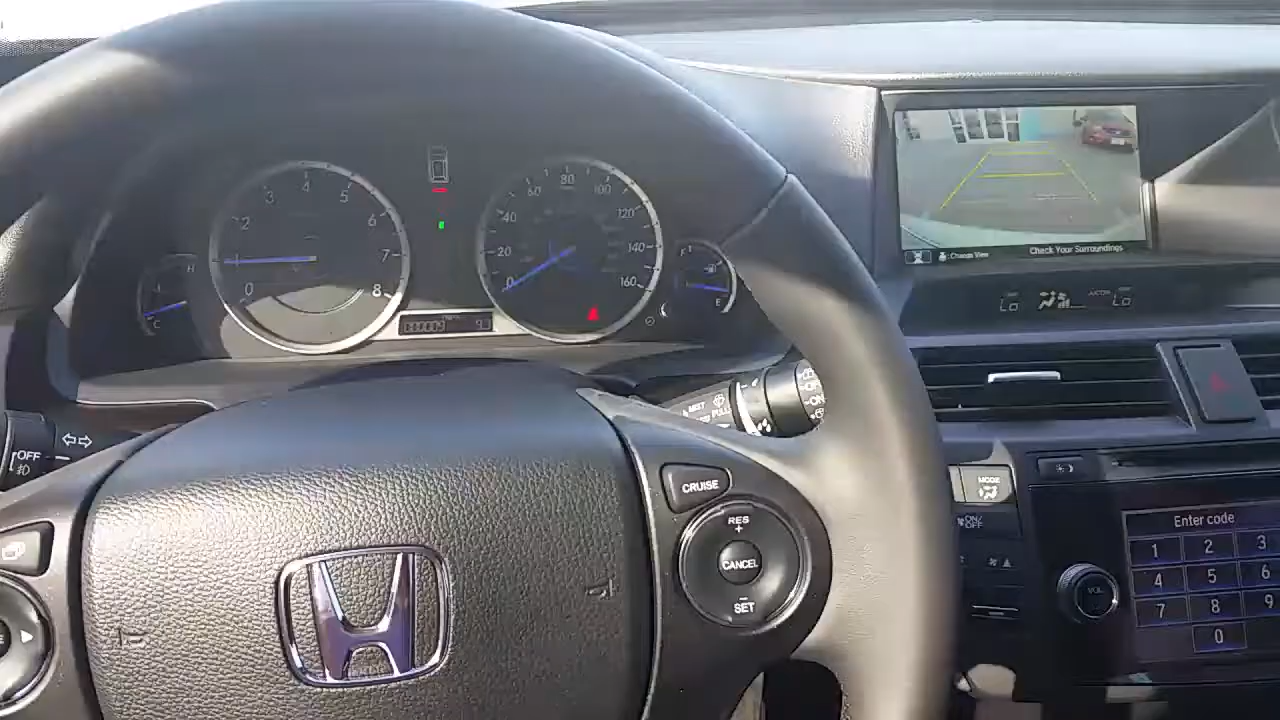 4
3 5
2 6
7
0 8
H
C
80
60 100
40 120
20 140
0 160
F
E
Check Your Surroundings
: Change View
Lo Lo
OFF
MIST
PULL
OFF
ON
CRUISE
RES
+
CANCEL
−
SET
MODE
ON/
OFF
VOL
Enter code
1 2 3
4 5 6
7 8 9
0